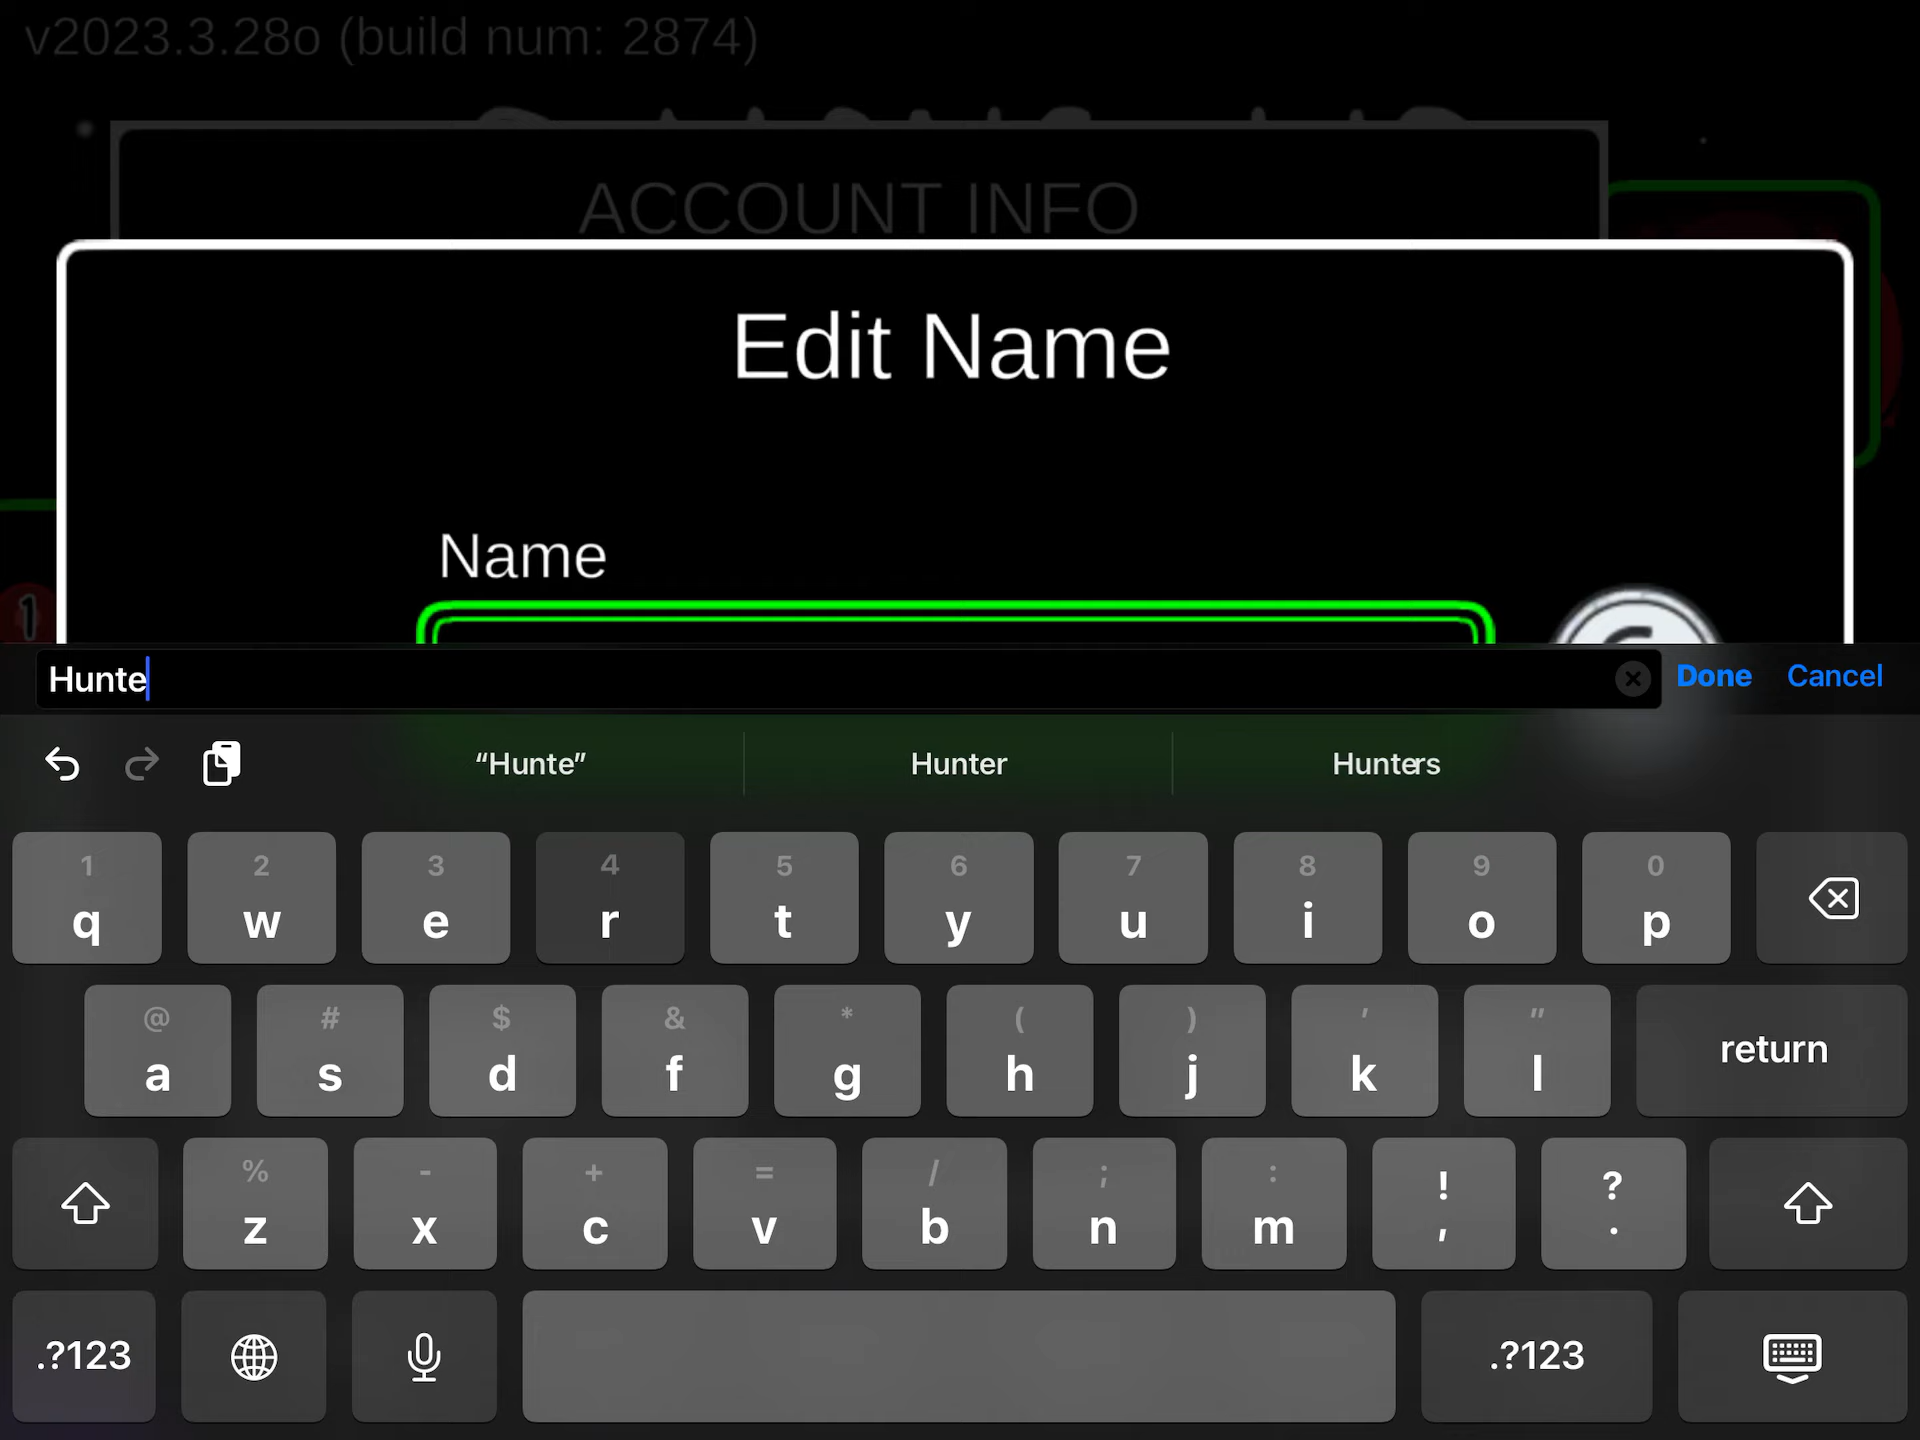 v2023.3.28o (build num: 2874)
ACCOUNT INFO
Edit Name
Name
1
Hunte
Done
Cancel
“Hunte”
Hunter
Hunters
1 2 3 4 5 6 7 8 9 0
q w e r t y u i o p
@ # $ & * ( ) ' "
a s d f g h j k l
return
% - + = / ; : ! ?
z x c v b n m , .
.?123
.?123